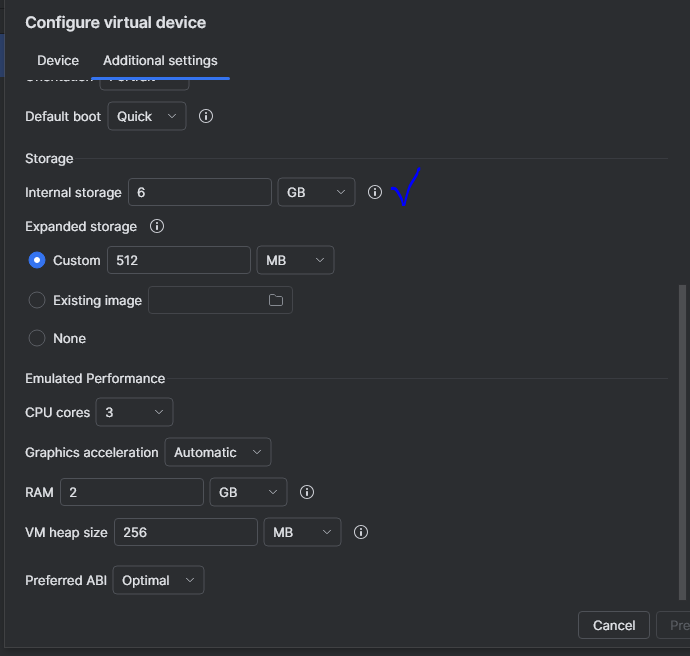 Configure virtual device
Device Additional settings
Orientation Portrait
Default boot Quick
Storage
Internal storage 6 GB
Expanded storage
Custom 512 MB
Existing image
None
Emulated Performance
CPU cores 3
Graphics acceleration Automatic
RAM 2 GB
VM heap size 256 MB
Preferred ABI Optimal
Cancel Pre